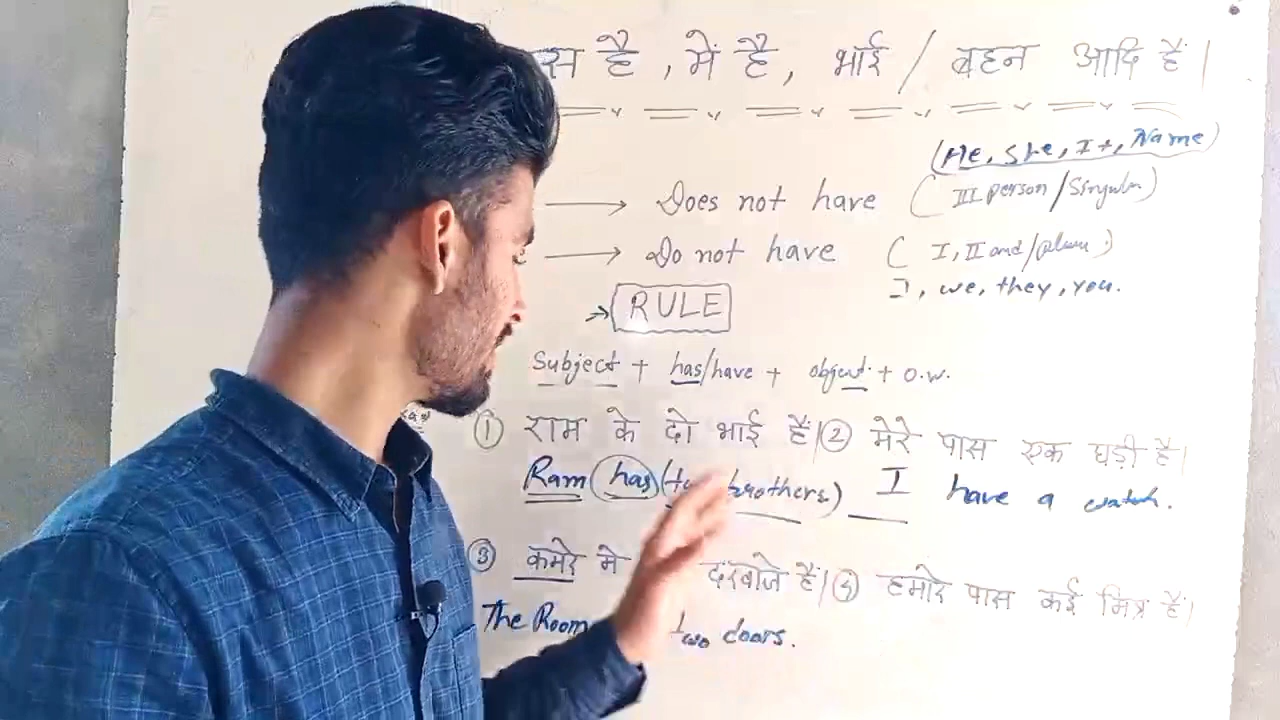 है , में है , भाई / बहन आदि हैं |
(He, She, It, Name)
→ Does not have ( III person / Singular )
→ Do not have ( I, II and / )
I, we, they, you.
→ RULE
Subject + has/have + object + O.W.
① राम के दो भाई हैं | ② मेरे पास एक घड़ी है |
Ram has ( brothers) I have a watch.
③ कमरे मे दरवाजे हैं | ④ हमारे पास कई मित्र हैं |
The Room two doors.